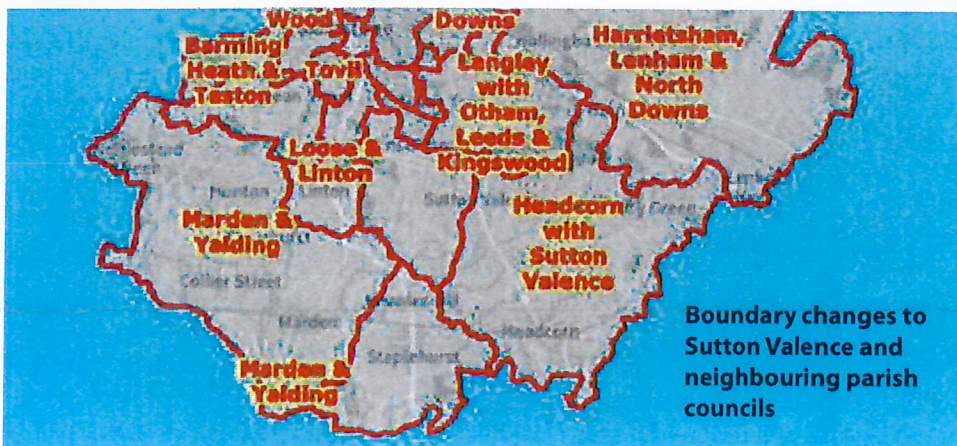 Wood
Downs
Barming
Heath &
Teston
Tovil
Langley
with
Otham,
Leeds &
Kingswood
Harrietsham,
Lenham &
North
Downs
Loose &
Linton
Linton
Hunton
Marden &
Yalding
Collier Street
Headcorn
with
Sutton
Valence
Green
Marden
Staplehurst
Headcorn
Marden &
Yalding
Boundary changes to
Sutton Valence and
neighbouring parish
councils